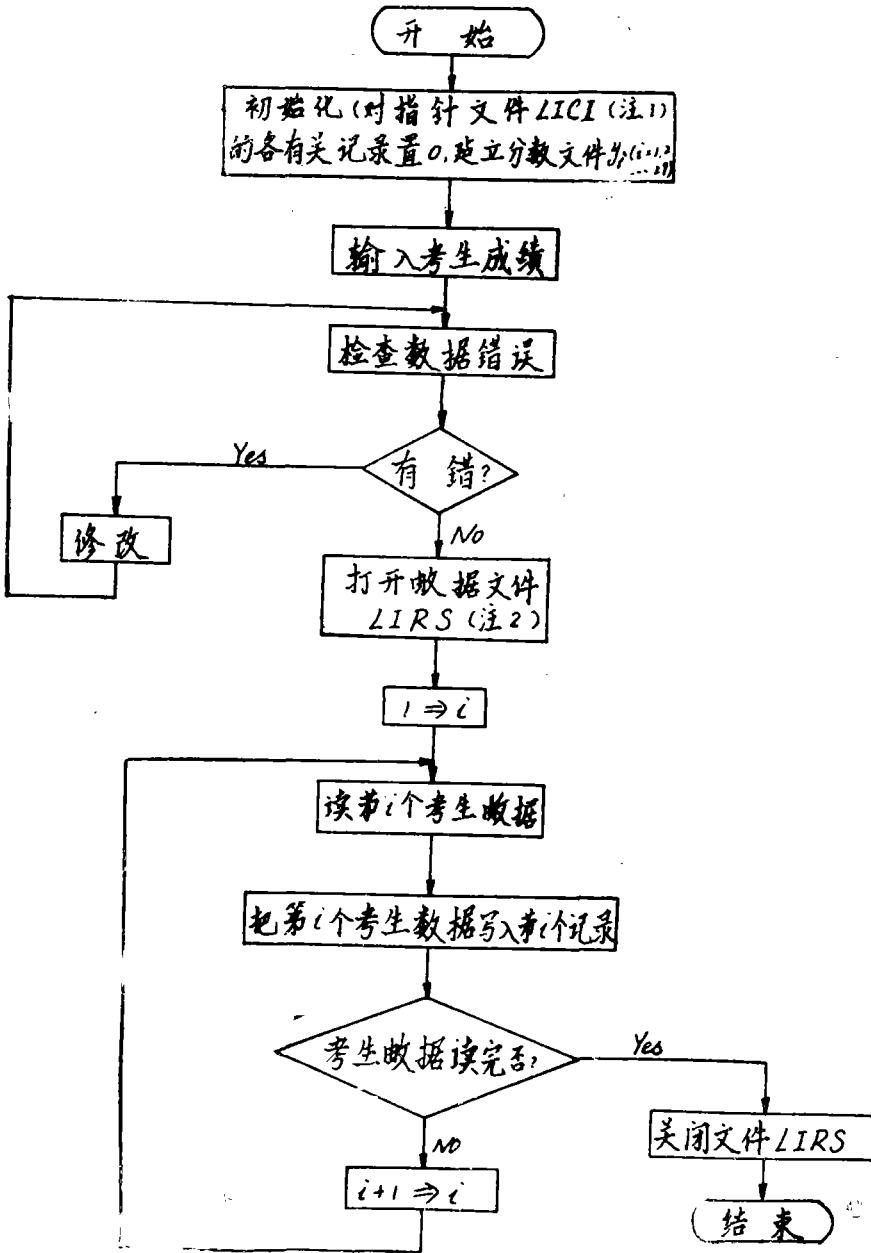 开 始
初始化(对指针文件LICI(注1)
的各有关记录置0,建立分数文件yᵢ(i=1,2
输入考生成绩
检查数据错误
Yes
有 错?
修改
NO
打开数据文件
LIRS(注2)
1⇒i
读第i个考生数据
把第i个考生数据写入第i个记录
考生数据读完否?
Yes
关闭文件LIRS
NO
i+1⇒i
结 束